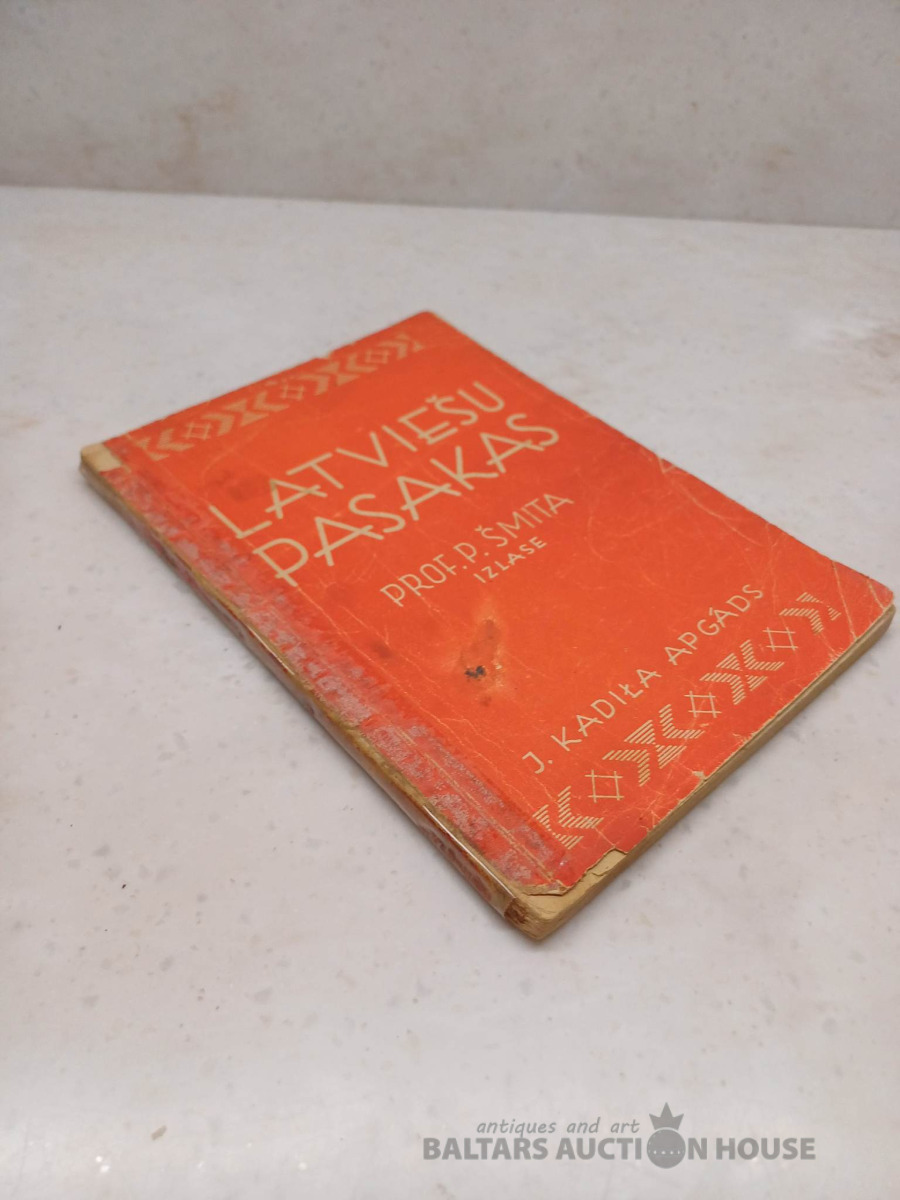 LATVIEŠU
PASAKAS
PROF. P. ŠMITA
IZLASE
J. KADIĻA APGĀDS
antiques and art
BALTARS AUCTION HOUSE